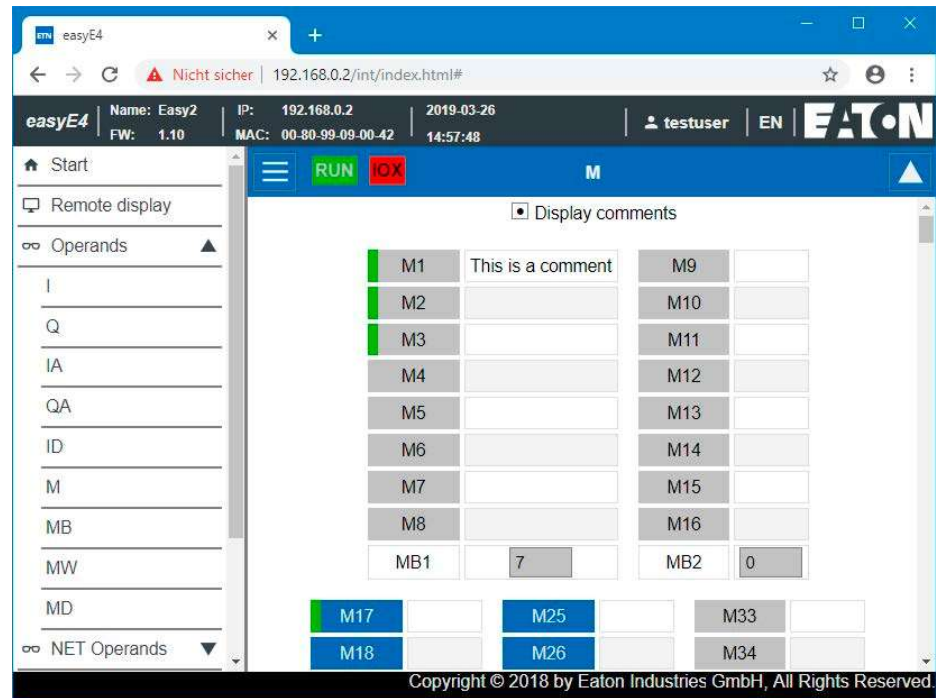 ETN easyE4
Nicht sicher | 192.168.0.2/int/index.html#
easyE4 Name: Easy2 IP: 192.168.0.2 2019-03-26 testuser EN EATON
FW: 1.10 MAC: 00-80-99-09-00-42 14:57:48
Start RUN IOX M
Remote display Display comments
Operands
I M1 This is a comment M9
M2 M10
Q M3 M11
IA M4 M12
QA M5 M13
ID M6 M14
M M7 M15
MB M8 M16
MW MB1 7 MB2 0
MD M17 M25 M33
NET Operands M18 M26 M34
Copyright © 2018 by Eaton Industries GmbH, All Rights Reserved.